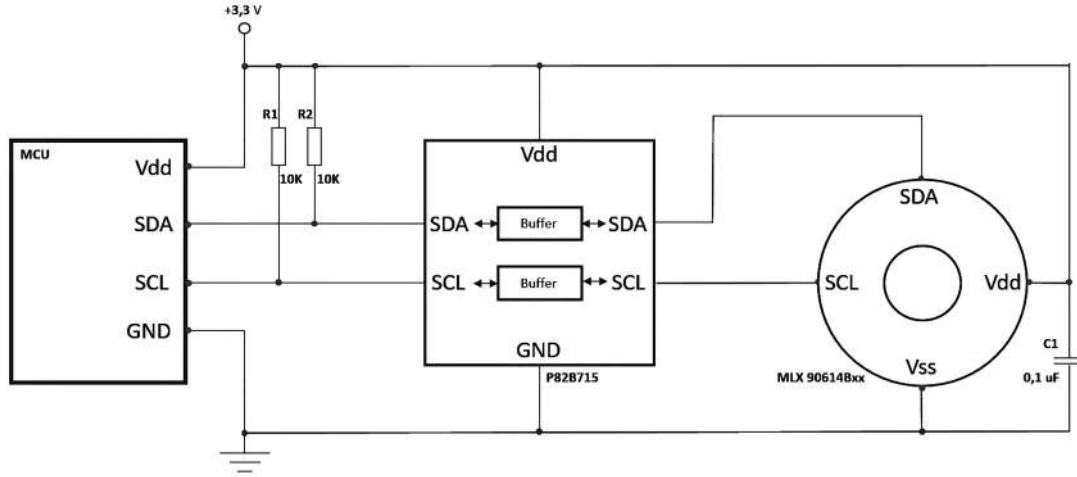 +3,3 V
R1
R2
10K
10K
MCU
Vdd
SDA
SCL
GND
Vdd
SDA
Buffer
SDA
SCL
Buffer
SCL
GND
P82B715
SDA
SCL
Vdd
Vss
MLX 90614Bxx
C1
0,1 uF